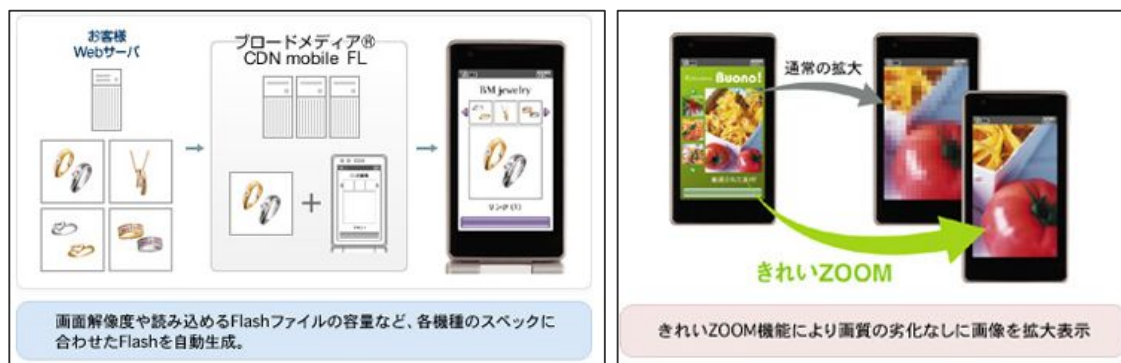 お客様
Webサーバ
ブロードメディア®
CDN mobile FL
BM jewelry
リング(1)
画面解像度や読み込めるFlashファイルの容量など、各機種のスペックに
合わせたFlashを自動生成。
Buono!
通常の拡大
きれいZOOM
きれいZOOM機能により画質の劣化なしに画像を拡大表示